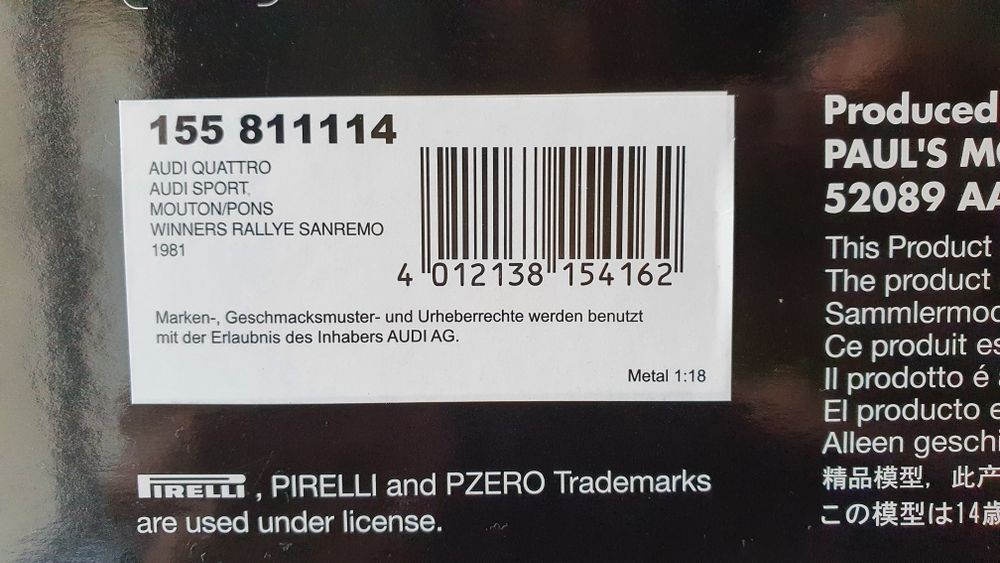 155 811114
AUDI QUATTRO
AUDI SPORT,
MOUTON/PONS
WINNERS RALLYE SANREMO
1981
4 012138 154162
Marken-, Geschmacksmuster- und Urheberrechte werden benutzt
mit der Erlaubnis des Inhabers AUDI AG.
Metal 1:18
PIRELLI, PIRELLI and PZERO Trademarks
are used under license.
Produced
PAUL'S
52089
This Product
The product
Ce produit
Il prodotto é
El producto
Alleen
精品模型，此
この模型は14歳